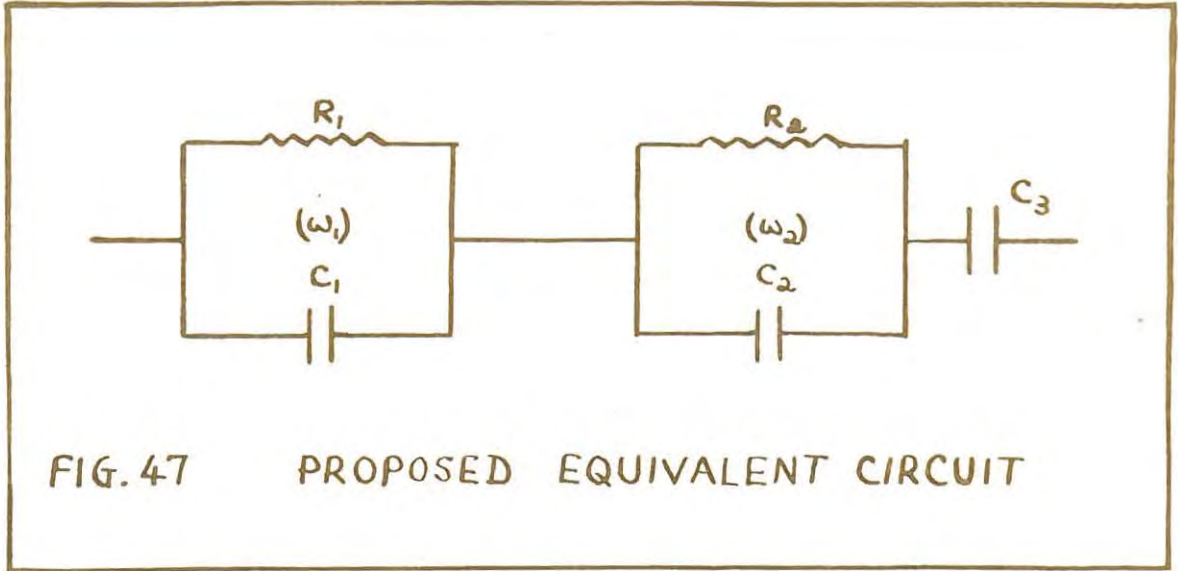 R₁
R₂
C₃
(ω₁)
(ω₂)
C₁
C₂
FIG. 47 PROPOSED EQUIVALENT CIRCUIT